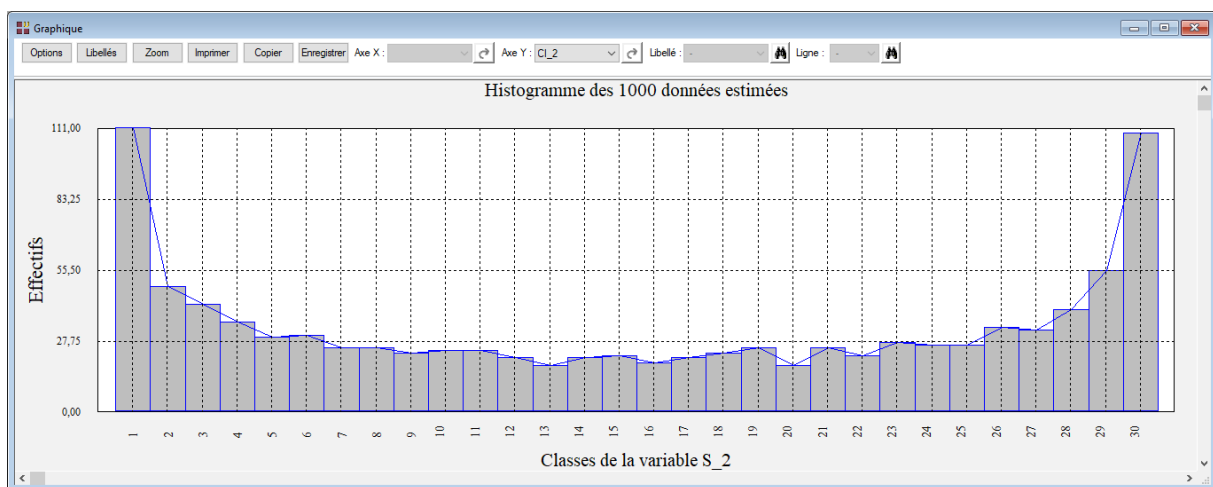 Graphique
Options Libellés Zoom Imprimer Copier Enregistrer Axe X : Axe Y : CI_2 Libellé : - Ligne : -
Histogramme des 1000 données estimées
111,00
83,25
55,50
27,75
0,00
Effectifs
1 2 3 4 5 6 7 8 9 10 11 12 13 14 15 16 17 18 19 20 21 22 23 24 25 26 27 28 29 30
Classes de la variable S_2